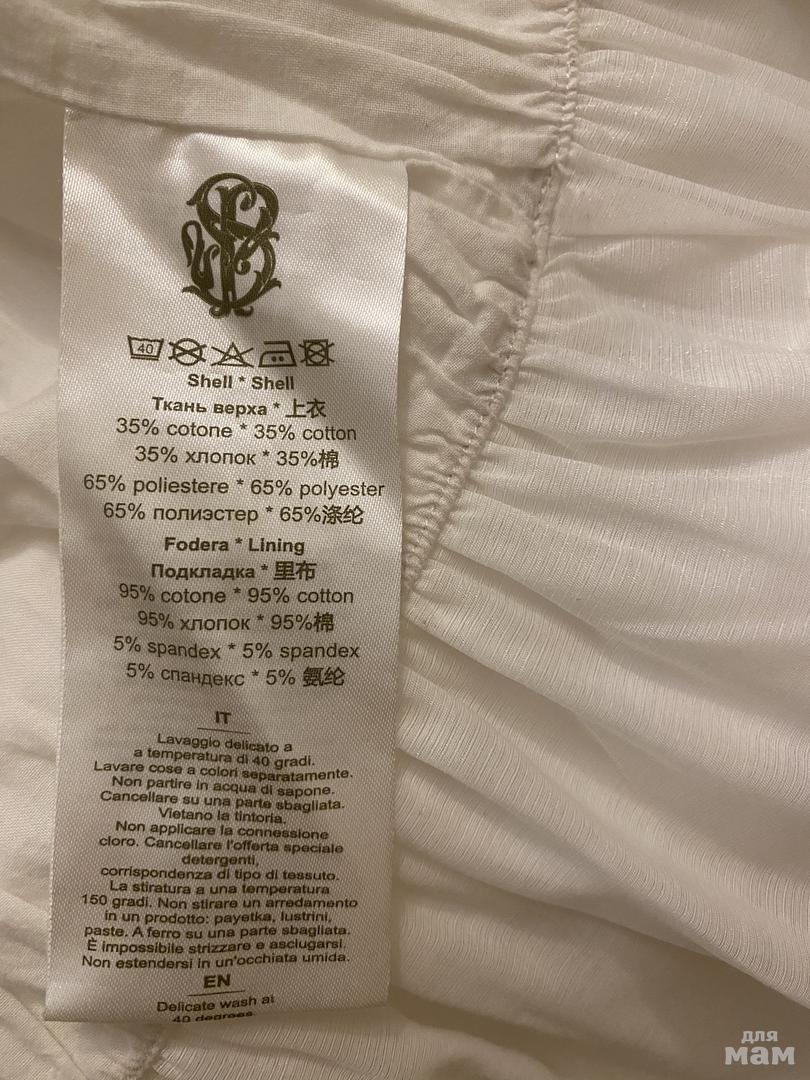 40
Shell * Shell
Ткань верха * 上衣
35% cotone * 35% cotton
35% хлопок * 35%棉
65% poliestere * 65% polyester
65% полиэстер * 65%涤纶
Fodera * Lining
Подкладка * 里布
95% cotone * 95% cotton
95% хлопок * 95%棉
5% spandex * 5% spandex
5% спандекс * 5% 氨纶
IT
Lavaggio delicato a
a temperatura di 40 gradi.
Lavare cose a colori separatamente.
Non partire in acqua di sapone.
Cancellare su una parte sbagliata.
Vietano la tintoria.
Non applicare la connessione
cloro. Cancellare l'offerta speciale
detergenti,
corrispondenza di tipo di tessuto.
La stiratura a una temperatura
150 gradi. Non stirare un arredamento
in un prodotto: payetka, lustrini,
paste. A ferro su una parte sbagliata.
È impossibile strizzare e asciugarsi.
Non estendersi in un'occhiata umida.
EN
Delicate wash at
40 degrees.
для
мам